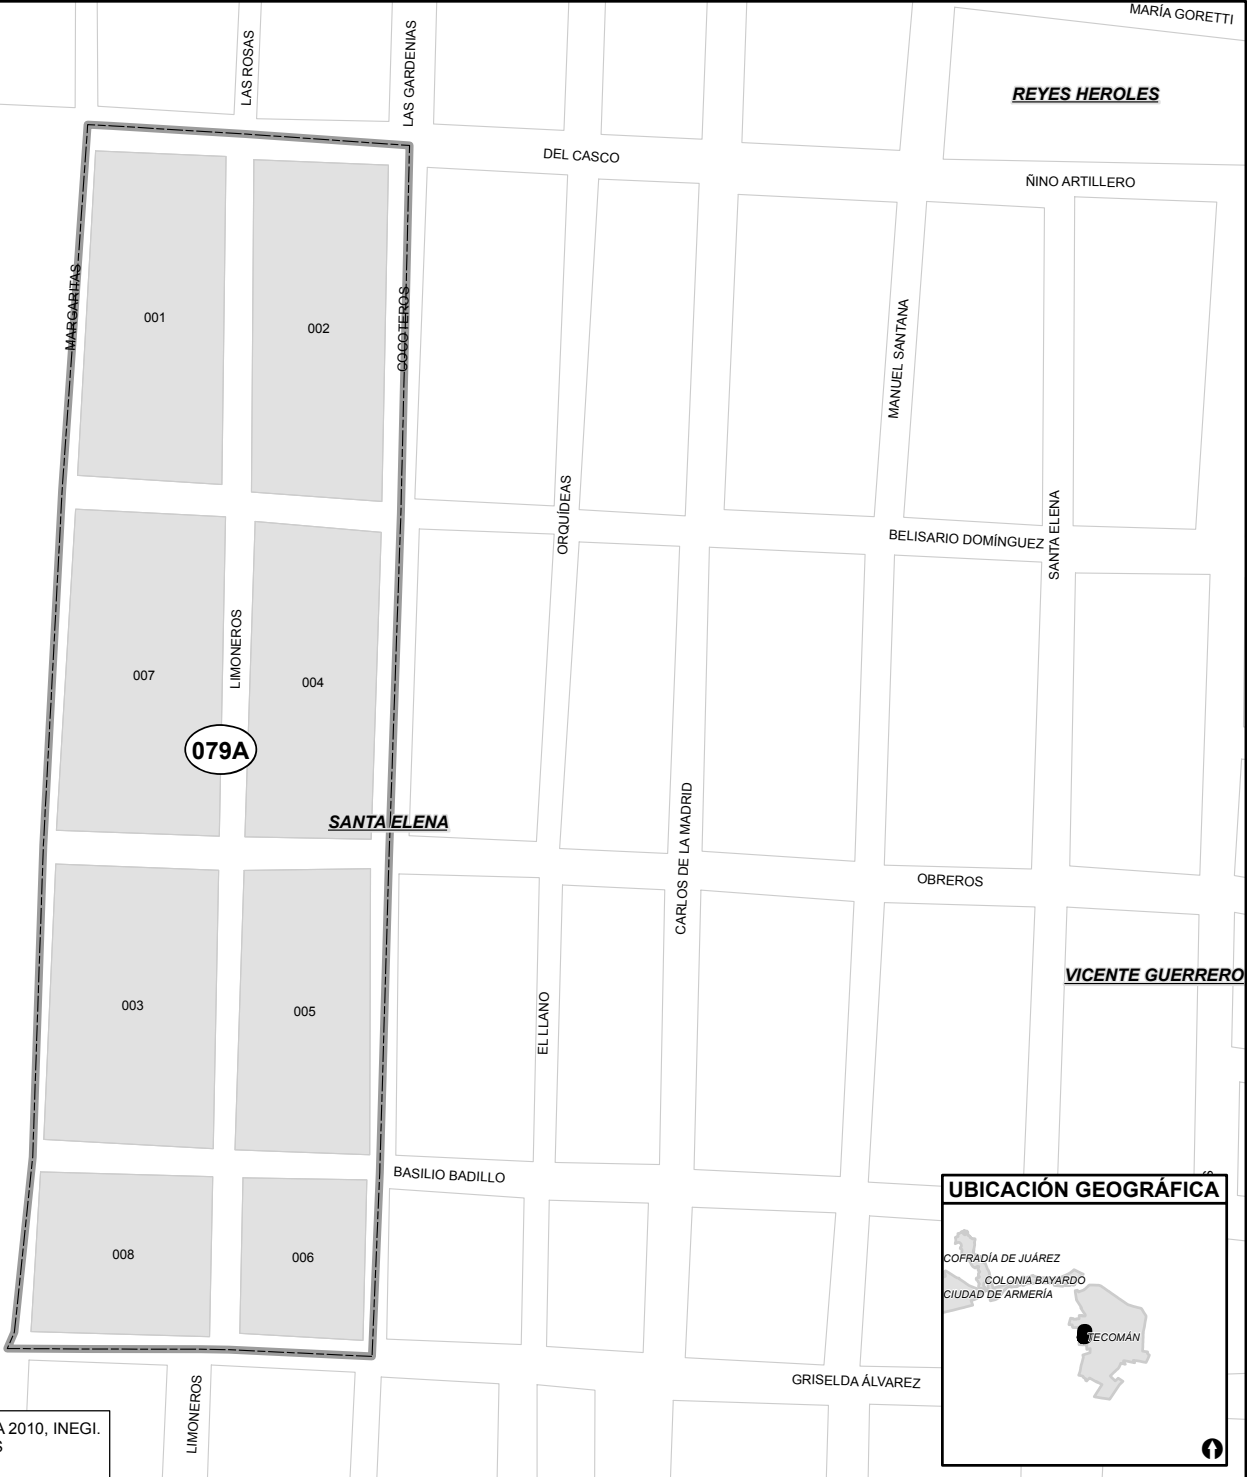 MARÍA GORETTI
LAS ROSAS
LAS GARDENIAS
REYES HEROLES
DEL CASCO
ÑINO ARTILLERO
MARGARITAS
001
002
COCOTEROS
MANUEL SANTANA
ORQUÍDEAS
SANTA ELENA
BELISARIO DOMÍNGUEZ
LIMONEROS
007
004
079A
SANTA ELENA
CARLOS DE LA MADRID
OBREROS
VICENTE GUERRERO
003
005
EL LLANO
BASILIO BADILLO
008
006
UBICACIÓN GEOGRÁFICA
COFRADÍA DE JUÁREZ
COLONIA BAYARDO
CIUDAD DE ARMERÍA
TECOMÁN
GRISELDA ÁLVAREZ
LIMONEROS
A 2010, INEGI.